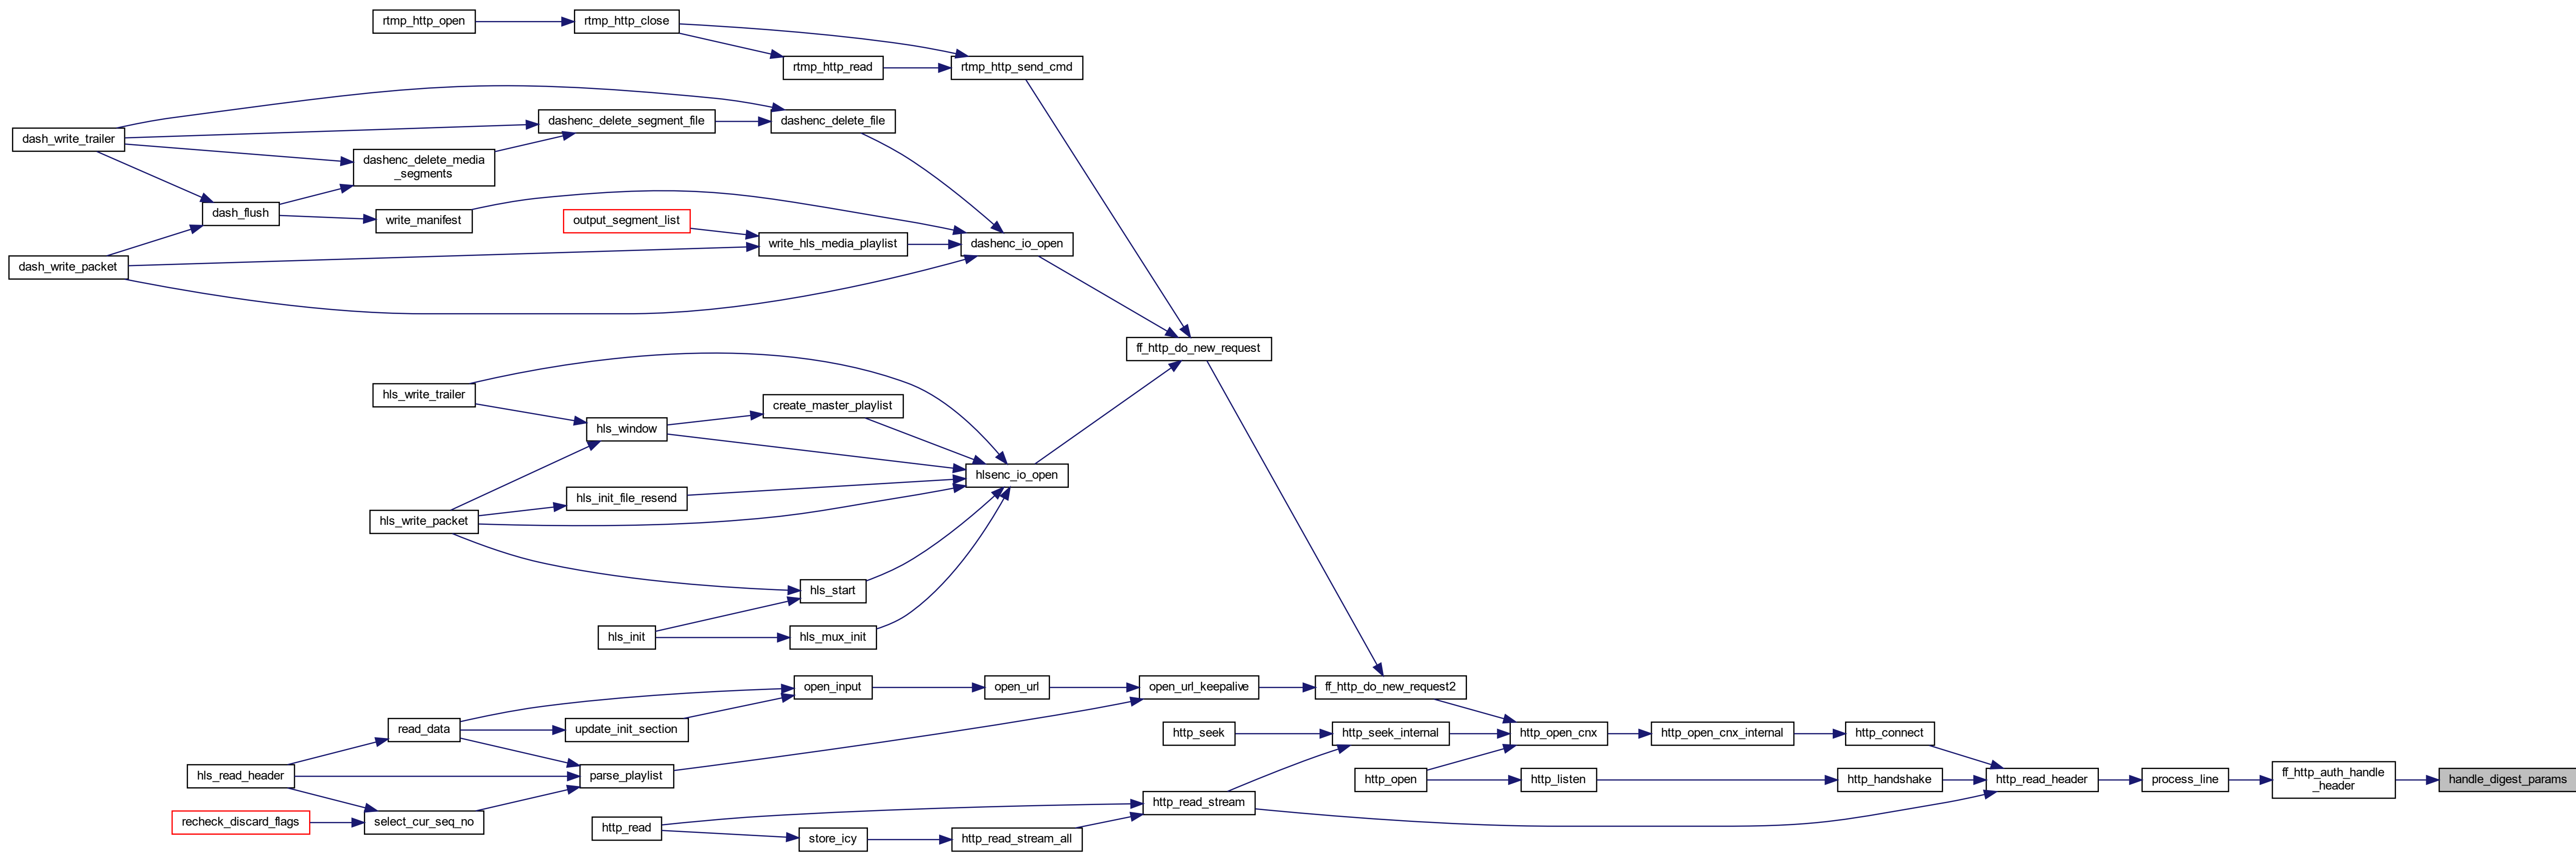 rtmp_http_open
rtmp_http_close
rtmp_http_read
rtmp_http_send_cmd
dash_write_trailer
dashenc_delete_segment_file
dashenc_delete_file
dashenc_delete_media
_segments
dash_flush
write_manifest
output_segment_list
write_hls_media_playlist
dashenc_io_open
dash_write_packet
ff_http_do_new_request
hls_write_trailer
create_master_playlist
hls_window
hlsenc_io_open
hls_init_file_resend
hls_write_packet
hls_start
hls_init
hls_mux_init
open_input
open_url
open_url_keepalive
ff_http_do_new_request2
read_data
update_init_section
http_seek
http_seek_internal
http_open_cnx
http_open_cnx_internal
http_connect
hls_read_header
parse_playlist
http_open
http_listen
http_handshake
http_read_header
process_line
ff_http_auth_handle
_header
handle_digest_params
recheck_discard_flags
select_cur_seq_no
http_read_stream
http_read
store_icy
http_read_stream_all